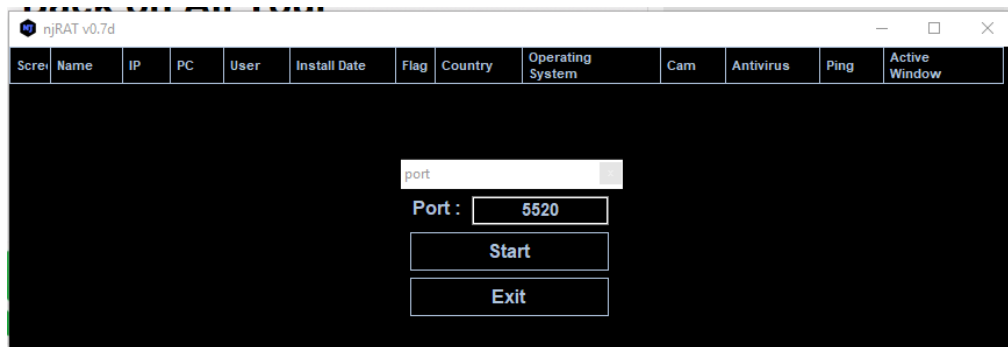 njRAT v0.7d
Name IP PC User Install Date Flag Country Operating System Cam Antivirus Ping Active Window
port
Port : 5520
Start
Exit